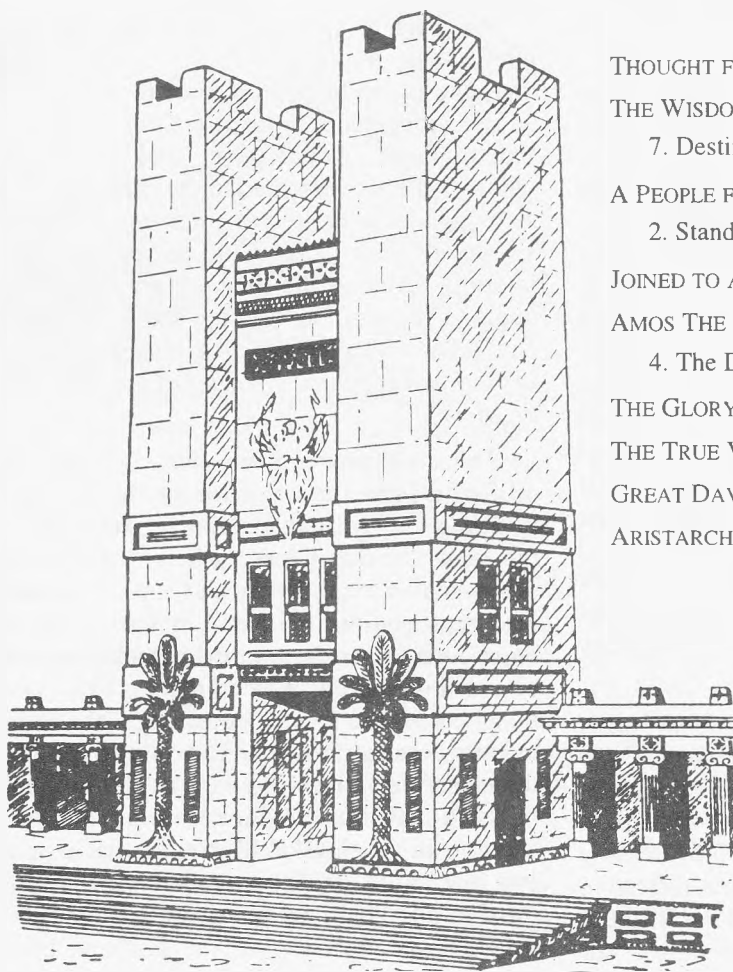 THOUGHT F
THE WISDO
7. Desti
A PEOPLE F
2. Stand
JOINED TO A
AMOS THE
4. The D
THE GLORY
THE TRUE V
GREAT DAV
ARISTARCH